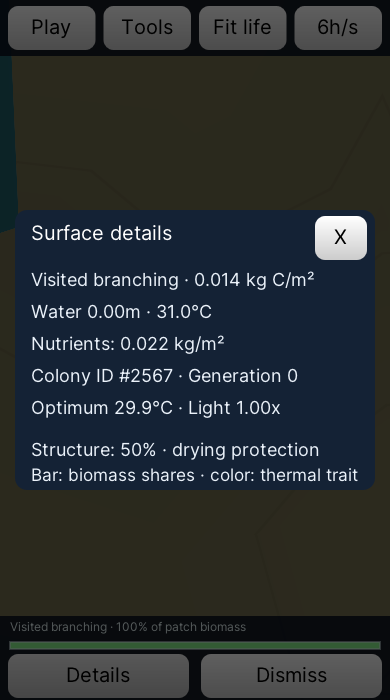 Play Tools Fit life 6h/s
Surface details X
Visited branching · 0.014 kg C/m²
Water 0.00m · 31.0°C
Nutrients: 0.022 kg/m²
Colony ID #2567 · Generation 0
Optimum 29.9°C · Light 1.00x
Structure: 50% · drying protection
Bar: biomass shares · color: thermal trait
Visited branching · 100% of patch biomass
Details Dismiss